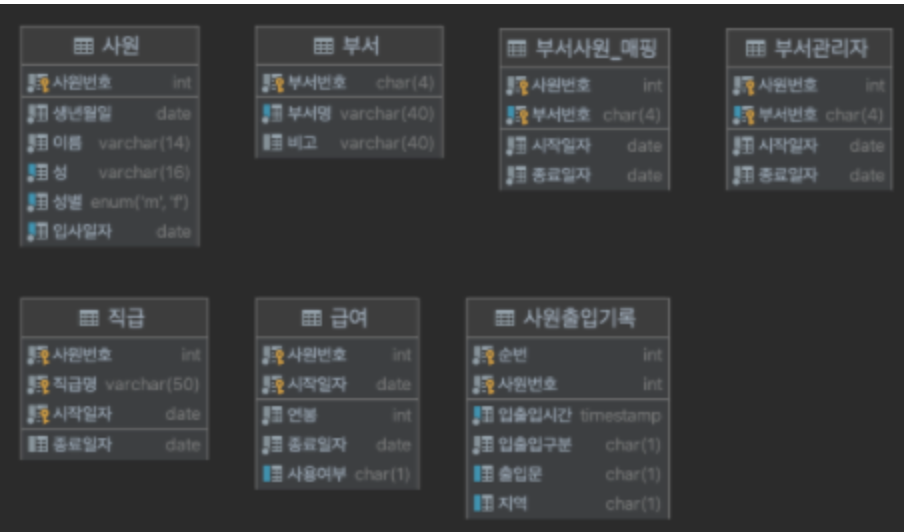 사원
사원번호 int
생년월일 date
이름 varchar(14)
성 varchar(16)
성별 enum('m', 'f')
입사일자 date
부서
부서번호 char(4)
부서명 varchar(40)
비고 varchar(40)
부서사원_매핑
사원번호 int
부서번호 char(4)
시작일자 date
종료일자 date
부서관리자
사원번호 int
부서번호 char(4)
시작일자 date
종료일자 date
직급
사원번호 int
직급명 varchar(50)
시작일자 date
종료일자 date
급여
사원번호 int
시작일자 date
연봉 int
종료일자 date
사용여부 char(1)
사원출입기록
순번 int
사원번호 int
입출입시간 timestamp
입출입구분 char(1)
출입문 char(1)
지역 char(1)